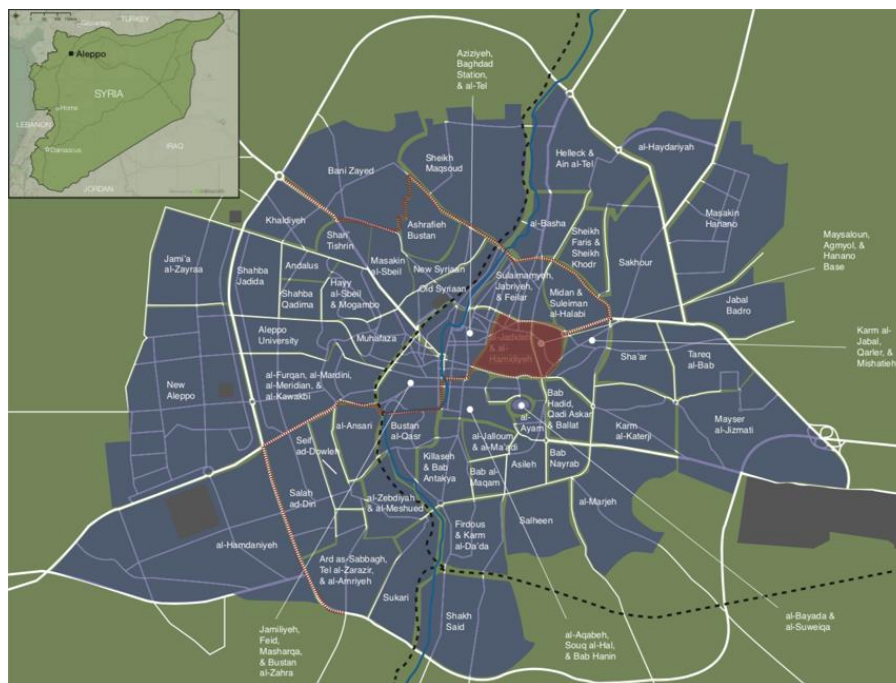 TURKEY
Aleppo
SYRIA
Homs
LEBANON
Damascus
IRAQ
JORDAN
Aziziyeh,
Baghdad
Station,
& al-Tel
Bani Zayed
Sheikh
Maqsoud
Helleck &
Ain al-Tel
al-Haydariyah
Khaldiyeh
Shari'
Tishrin
Ashrafieh
Bustan
al-Basha
Masakin
Hanano
Maysaloun,
Agmyol, &
Hanano
Base
Jami'a
al-Zayraa
Shahba
Jadida
Andalus
Masakin
al-Sbeil
New Syriaan
Sheikh
Faris &
Sheikh
Khodr
Sakhour
Shahba
Qadima
Hayy
al-Sbeil
& Mogambo
Old Syriaan
Sulaimamyeh,
Jabriyeh,
& Feilar
Midan &
Suleiman
al-Halabi
Jabal
Badro
Aleppo
University
Muhafaza
al-Jadideh
& al-
Hamidiyeh
Karm al-
Jabal,
Qarler, &
Mishatieh
Sha'ar
Tareq
al-Bab
New
Aleppo
al-Furqan, al-Mardini,
al-Meridian, &
al-Kawakbi
Bab
Hadid,
Qadi Askar
& Ballat
al-Ansari
Bustan
al-Qasr
al-Jalloum
& al-Ma'adi
al-
Ayam
Karm
al-Katerjl
Mayser
al-Jizmati
Seif
ad-Dowleh
Killaseh
& Bab
Antakya
Bab al-
Maqam
Asileh
Bab
Nayrab
Salah
ad-Din
al-Zebdiyah
& al-Meshued
al-Marjeh
al-Hamdaniyeh
Firdous
& Karm
al-Da'da
Salheen
Ard as-Sabbagh,
Tel al-Zarazir,
& al-Amriyeh
Sukari
Shakh
Said
Jamiliyeh,
Feid,
Masharqa,
& Bustan
al-Zahra
al-Aqabeh,
Souq al-Hal,
& Bab Hanin
al-Bayada &
al-Suweiqa